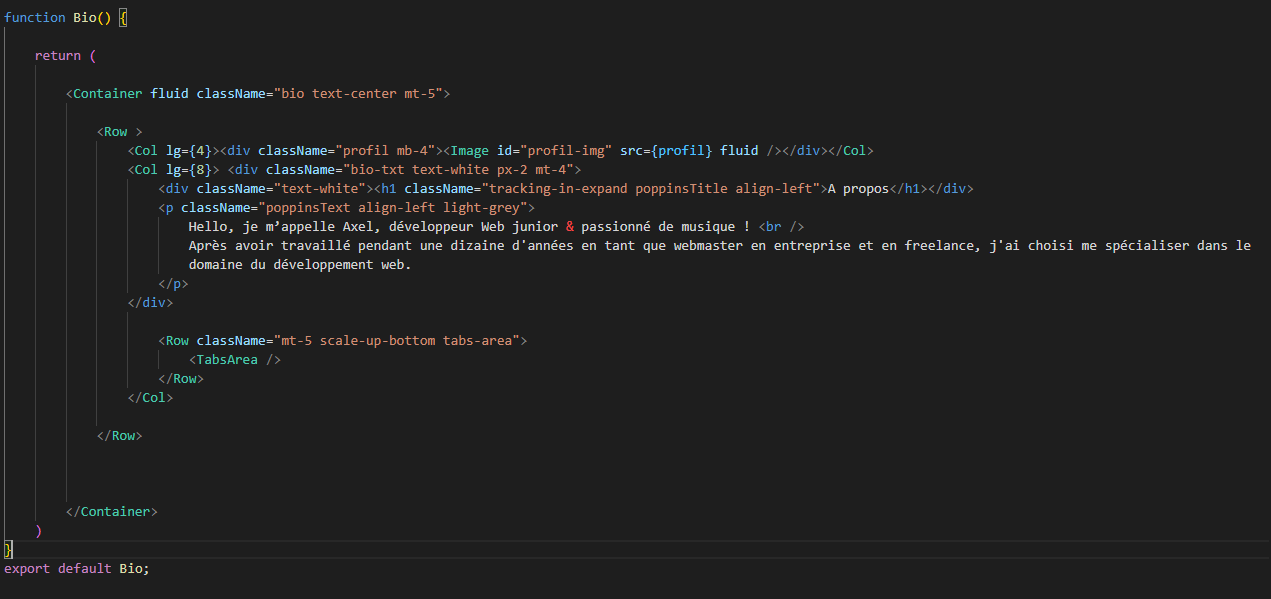 function Bio() {
return (
<Container fluid className="bio text-center mt-5">
<Row >
<Col lg={4}><div className="profil mb-4"><Image id="profil-img" src={profil} fluid /></div></Col>
<Col lg={8}> <div className="bio-txt text-white px-2 mt-4">
<div className="text-white"><h1 className="tracking-in-expand poppinsTitle align-left">A propos</h1></div>
<p className="poppinsText align-left light-grey">
Hello, je m’appelle Axel, développeur Web junior & passionné de musique ! <br />
Après avoir travaillé pendant une dizaine d'années en tant que webmaster en entreprise et en freelance, j'ai choisi me spécialiser dans le
domaine du développement web.
</p>
</div>
<Row className="mt-5 scale-up-bottom tabs-area">
<TabsArea />
</Row>
</Col>
</Row>
</Container>
)
}
export default Bio;